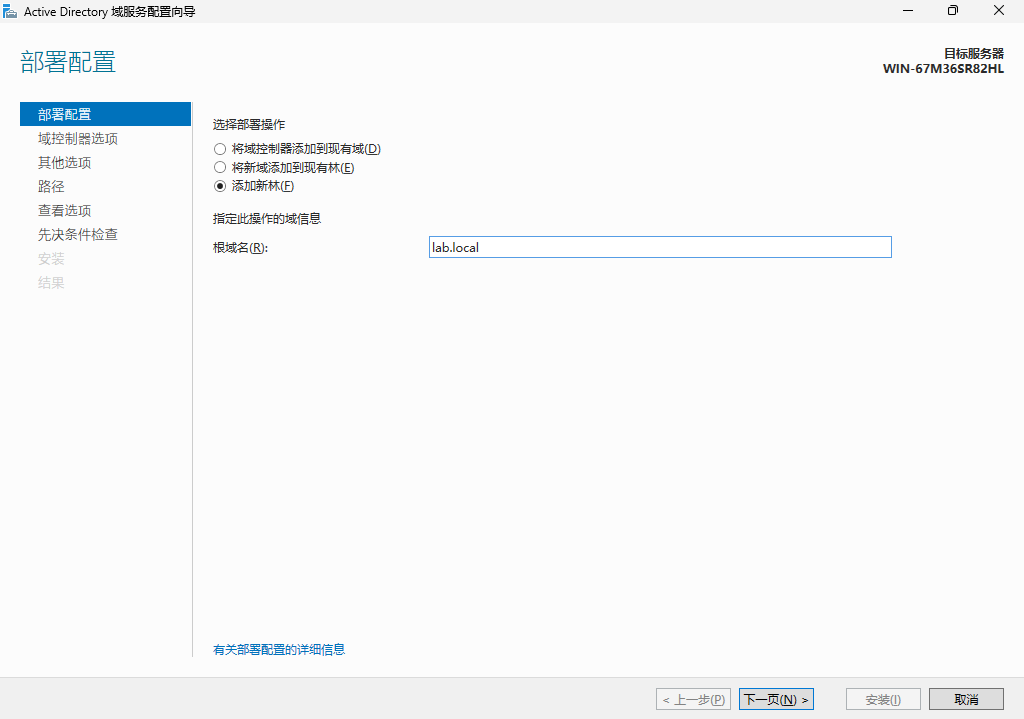 Active Directory 域服务配置向导
部署配置
目标服务器
WIN-67M36SR82HL
部署配置
域控制器选项
其他选项
路径
查看选项
先决条件检查
安装
结果
选择部署操作
将域控制器添加到现有域(D)
将新域添加到现有林(E)
添加新林(F)
指定此操作的域信息
根域名(R):
lab.local
有关部署配置的详细信息
< 上一步(P)
下一页(N) >
安装(I)
取消